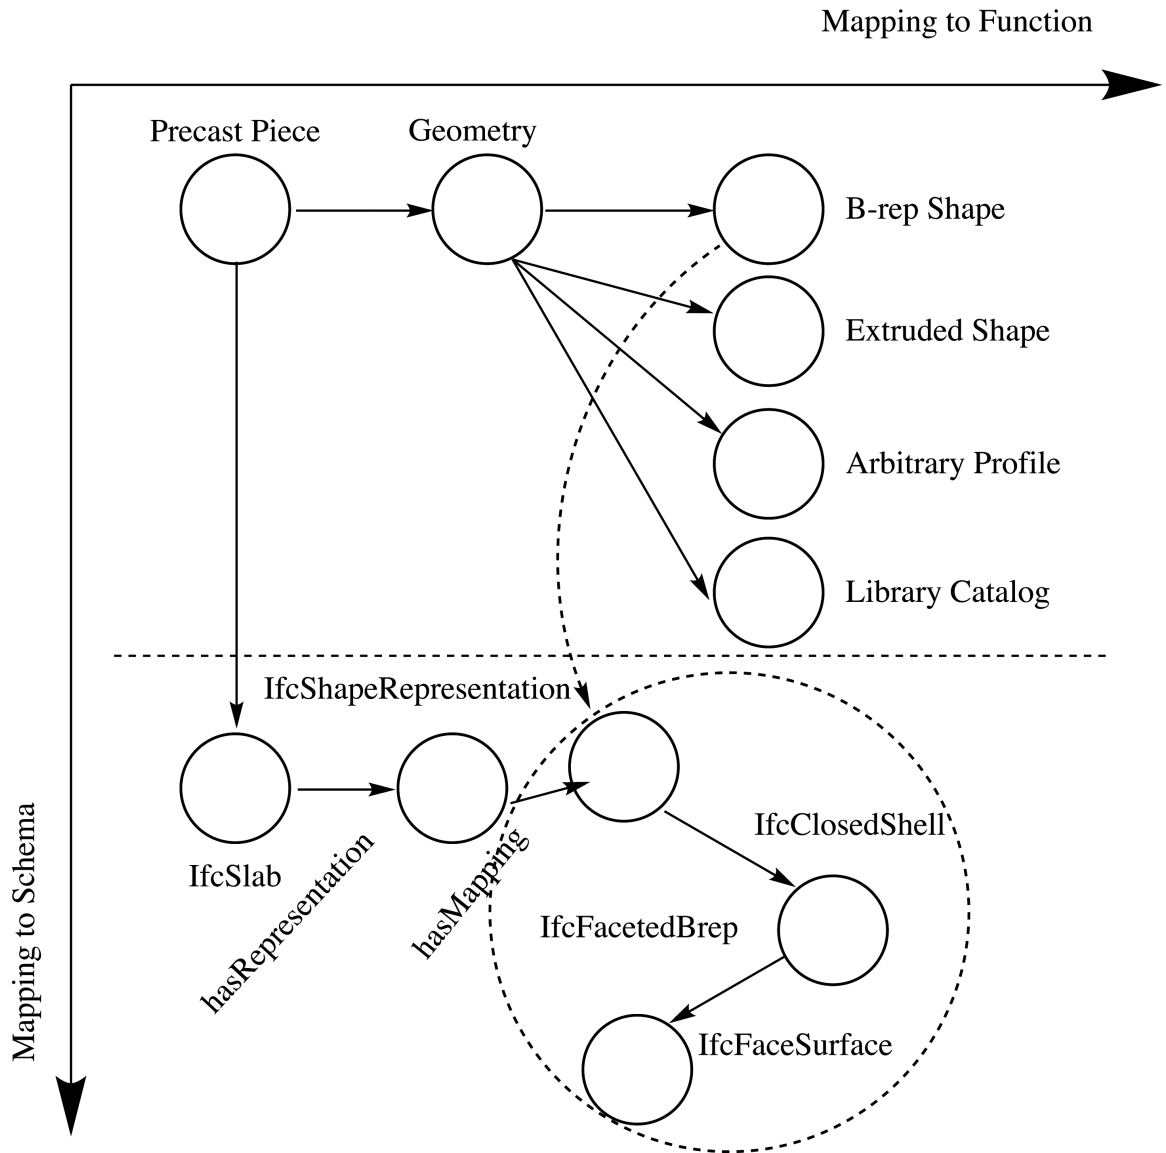 Mapping to Function
Precast Piece
Geometry
B-rep Shape
Extruded Shape
Arbitrary Profile
Library Catalog
IfcShapeRepresentation
IfcClosedShell
IfcSlab
hasRepresentation
hasMapping
IfcFacetedBrep
IfcFaceSurface
Mapping to Schema